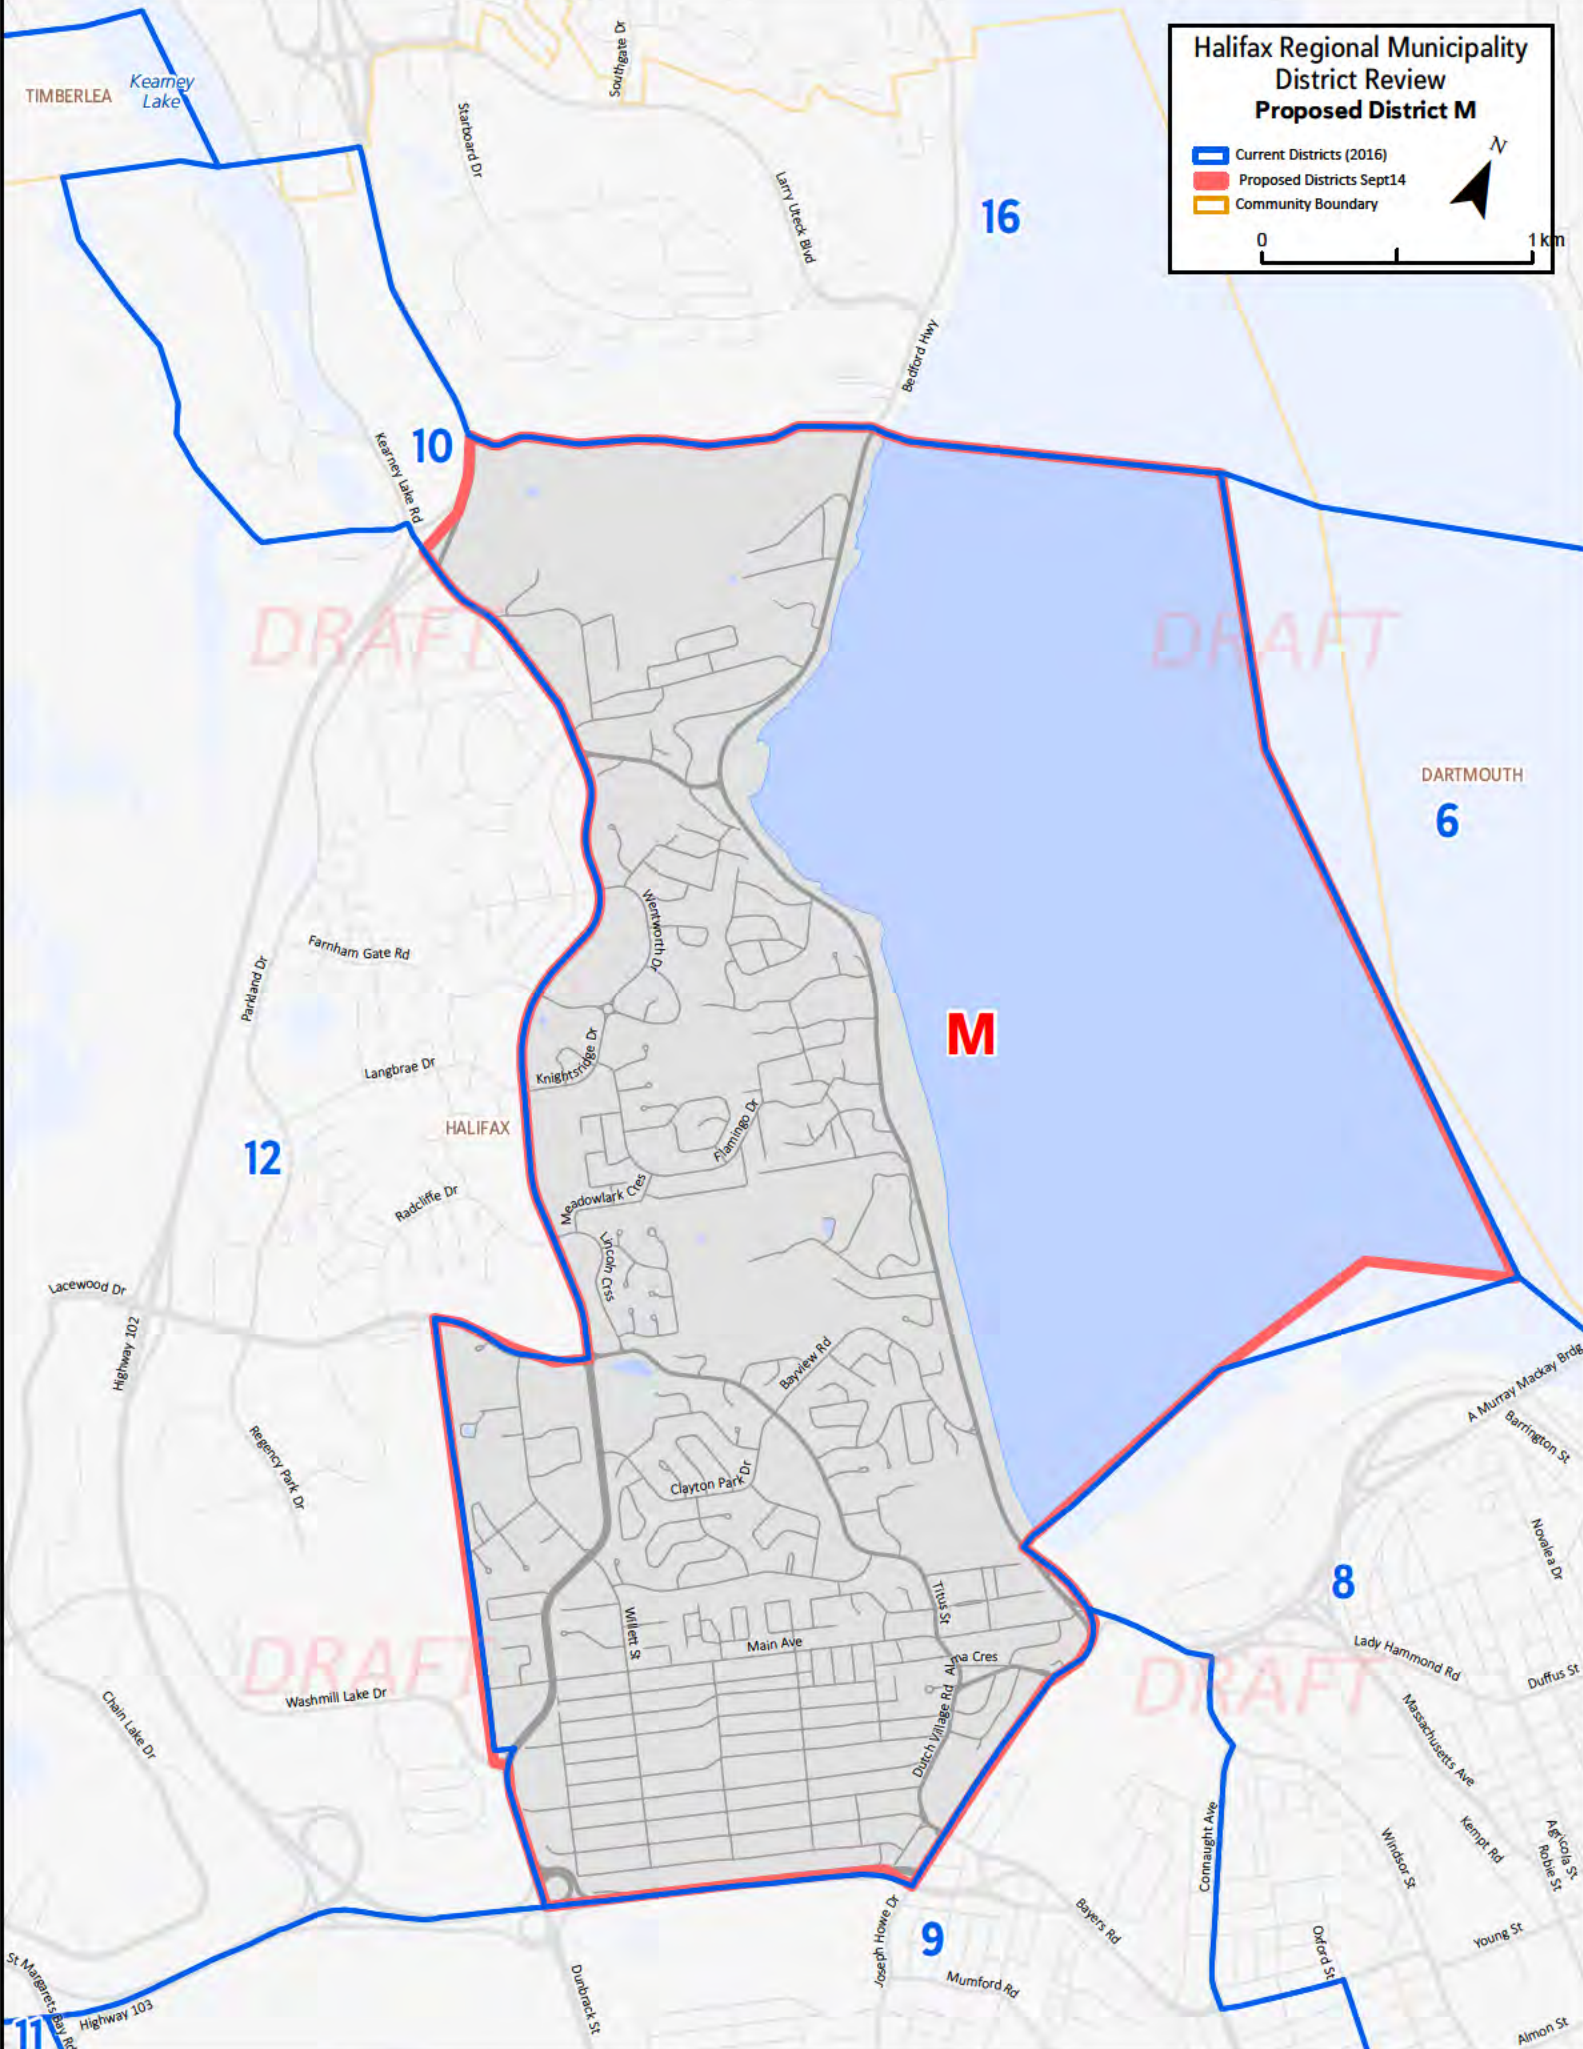 Halifax Regional Municipality
District Review
Proposed District M
Current Districts (2016)
Proposed Districts Sept14
Community Boundary
N
0
1 km
TIMBERLEA
Kearney
Lake
Southgate Dr
Starboard Dr
Larry Uteck Blvd
16
Bedford Hwy
10
Kearney Lake Rd
DRAFT
DRAFT
DARTMOUTH
6
Wentworth Dr
Farnham Gate Rd
Parkland Dr
M
Knightsridge Dr
Langbrae Dr
Flamingo Dr
HALIFAX
12
Meadowlark Cres
Radcliffe Dr
Lincoln Crss
Lacewood Dr
Highway 102
Bayview Rd
A Murray Mackay Brdg
Barrington St
Regency Park Dr
Clayton Park Dr
Novalea Dr
8
Titus St
Willett St
Main Ave
Alma Cres
DRAFT
DRAFT
Lady Hammond Rd
Duffus St
Washmill Lake Dr
Chain Lake Dr
Dutch Village Rd
Massachusetts Ave
Connaught Ave
Windsor St
Kempt Rd
Agricola St
Robie St
Joseph Howe Dr
9
Bayers Rd
Oxford St
Young St
Mumford Rd
Dunbrack St
St Margarets Bay Rd
Highway 103
11
Almon St